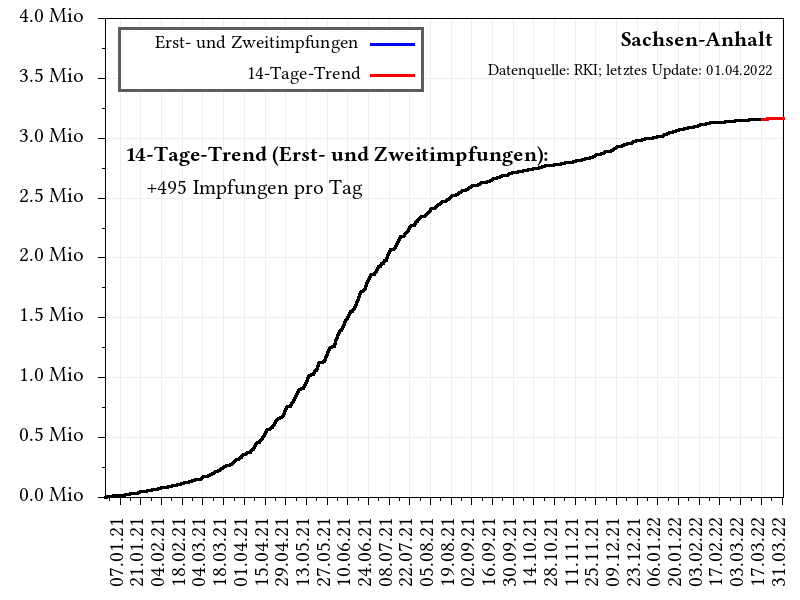 4.0 Mio
3.5 Mio
3.0 Mio
2.5 Mio
2.0 Mio
1.5 Mio
1.0 Mio
0.5 Mio
0.0 Mio
Erst- und Zweitimpfungen
14-Tage-Trend
Sachsen-Anhalt
Datenquelle: RKI; letztes Update: 01.04.2022
14-Tage-Trend (Erst- und Zweitimpfungen):
+495 Impfungen pro Tag
07.01.21
21.01.21
04.02.21
18.02.21
04.03.21
18.03.21
01.04.21
15.04.21
29.04.21
13.05.21
27.05.21
10.06.21
24.06.21
08.07.21
22.07.21
05.08.21
19.08.21
02.09.21
16.09.21
30.09.21
14.10.21
28.10.21
11.11.21
25.11.21
09.12.21
23.12.21
06.01.22
20.01.22
03.02.22
17.02.22
03.03.22
17.03.22
31.03.22